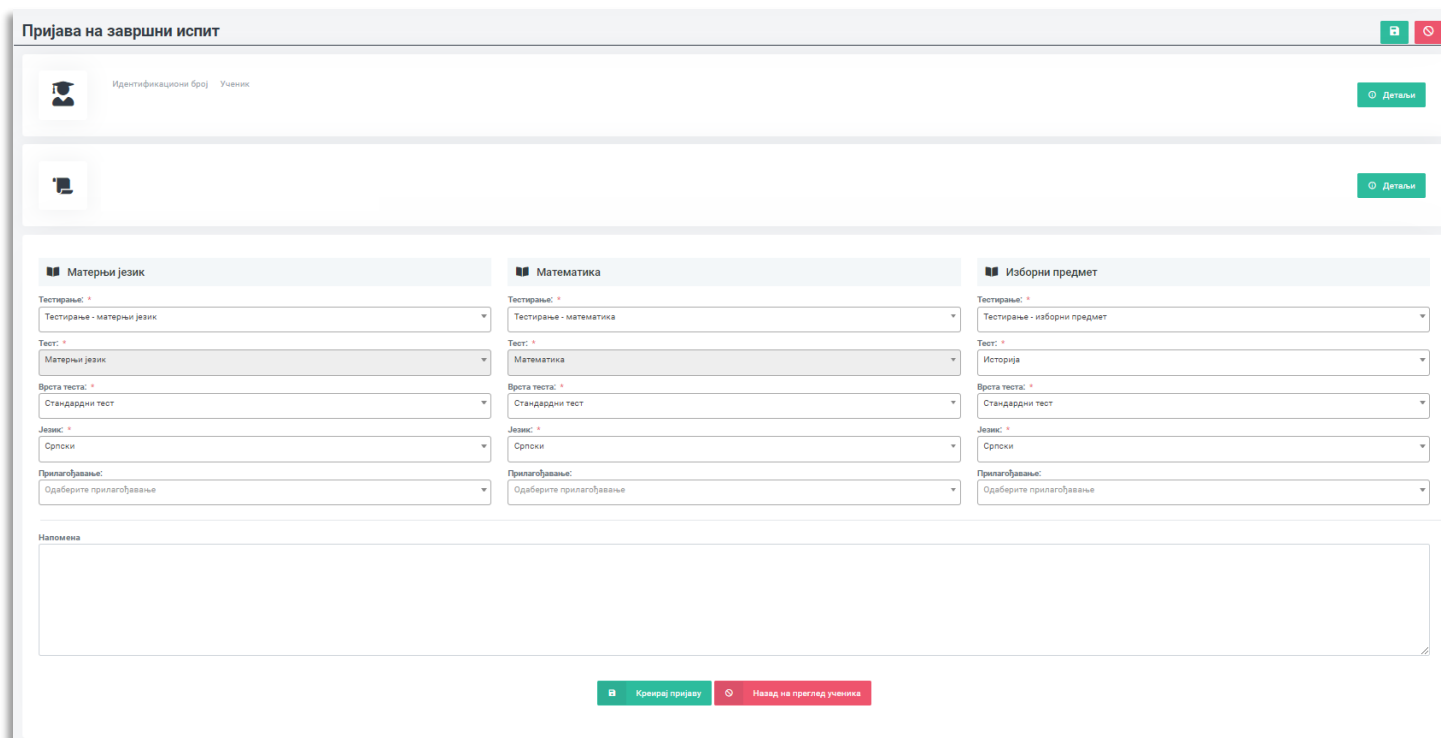 Пријава на завршни испит
Идентификациони број Ученик
Детаљи
Детаљи
Матерњи језик
Тестирање: *
Тестирање - матерњи језик
Тест: *
Матерњи језик
Врста теста: *
Стандардни тест
Језик: *
Српски
Прилагођавање:
Одаберите прилагођавање
Математика
Тестирање: *
Тестирање - математика
Тест: *
Математика
Врста теста: *
Стандардни тест
Језик: *
Српски
Прилагођавање:
Одаберите прилагођавање
Изборни предмет
Тестирање: *
Тестирање - изборни предмет
Тест: *
Историја
Врста теста: *
Стандардни тест
Језик: *
Српски
Прилагођавање:
Одаберите прилагођавање
Напомена
Креирај пријаву
Назад на преглед ученика